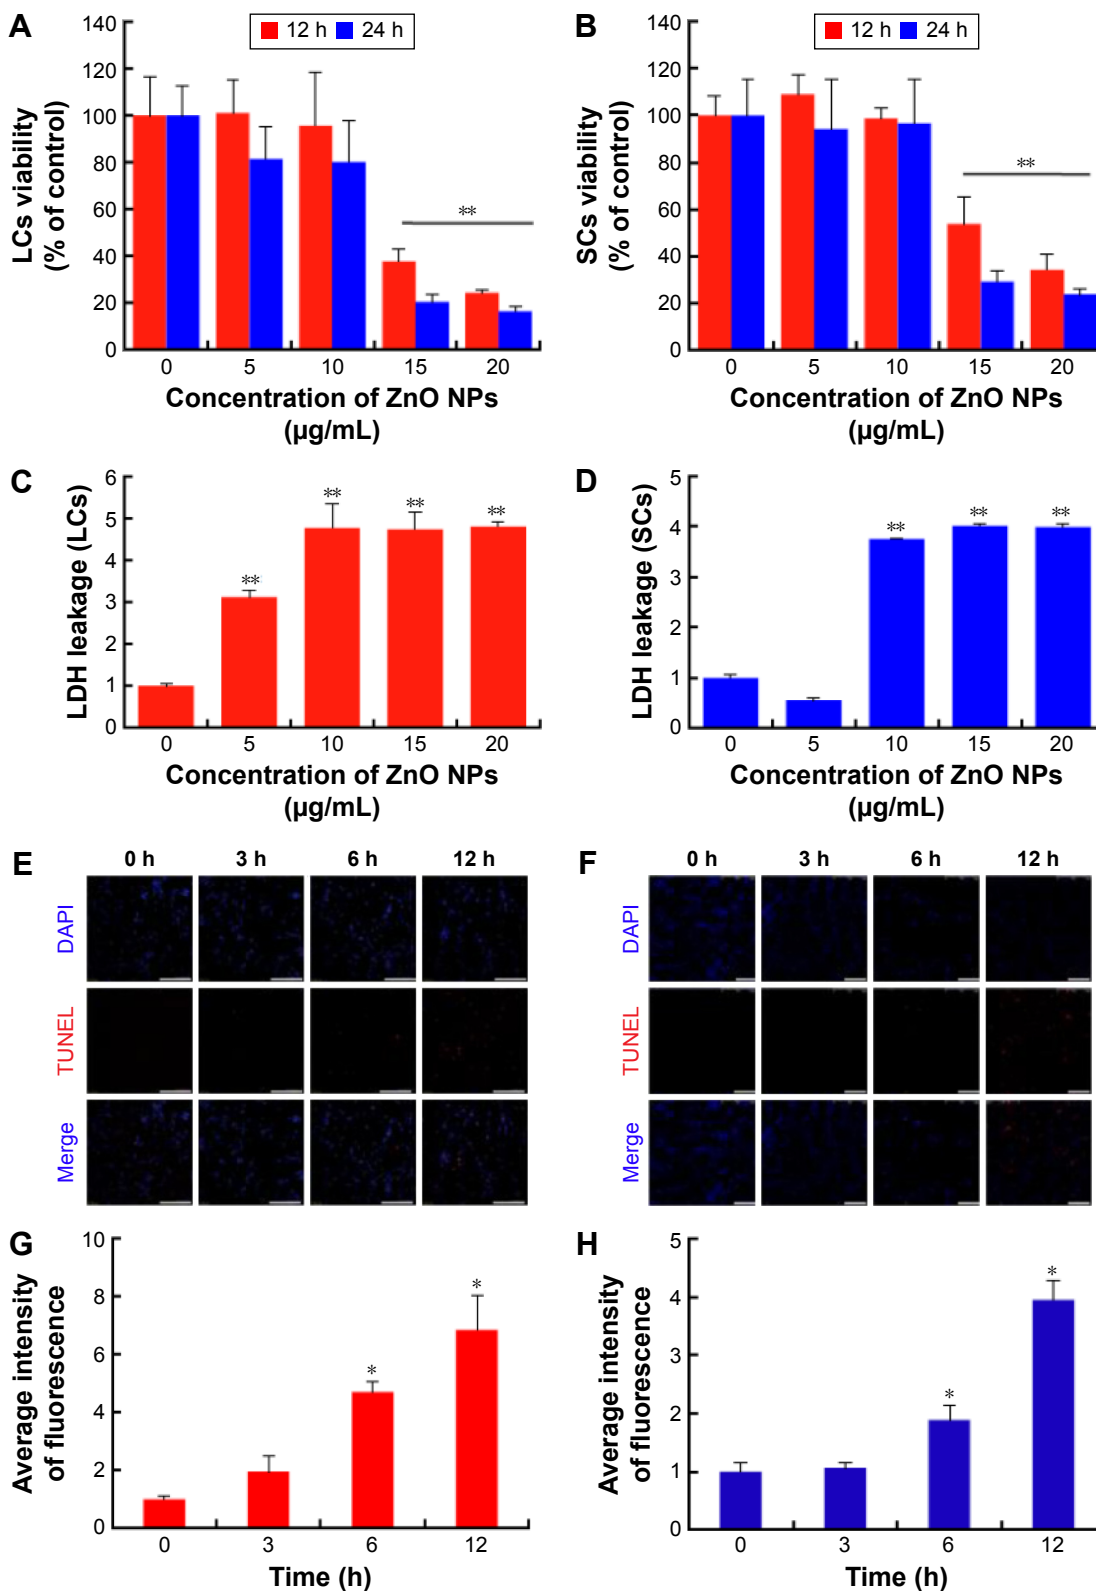 A
12 h 24 h
LCs viability
(% of control)
140
120
100
80
60
40
20
0
**
0 5 10 15 20
Concentration of ZnO NPs
(µg/mL)
B
12 h 24 h
SCs viability
(% of control)
140
120
100
80
60
40
20
0
**
0 5 10 15 20
Concentration of ZnO NPs
(µg/mL)
C
LDH leakage (LCs)
6
5
4
3
2
1
0
** ** ** **
0 5 10 15 20
Concentration of ZnO NPs
(µg/mL)
D
LDH leakage (SCs)
5
4
3
2
1
0
** ** **
0 5 10 15 20
Concentration of ZnO NPs
(µg/mL)
E
0 h 3 h 6 h 12 h
DAPI
TUNEL
Merge
F
0 h 3 h 6 h 12 h
DAPI
TUNEL
Merge
G
Average intensity
of fluorescence
10
8
6
4
2
0
* *
0 3 6 12
Time (h)
H
Average intensity
of fluorescence
5
4
3
2
1
0
* *
0 3 6 12
Time (h)